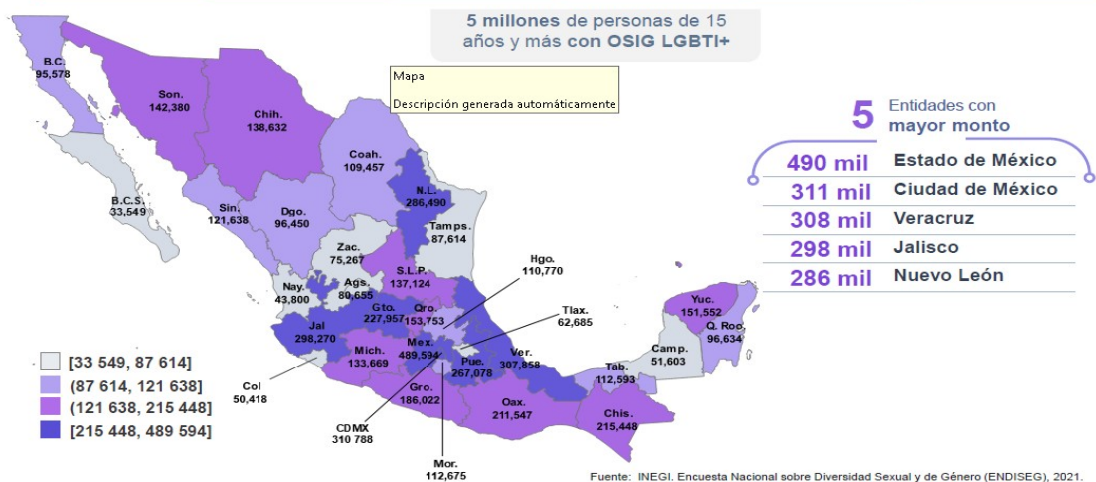 5 millones de personas de 15
años y más con OSIG LGBTI+
Mapa
Descripción generada automáticamente
B.C.
95,578
Son.
142,380
Chih.
138,632
Coah.
109,457
B.C.S.
33,549
Sin.
121,638
Dgo.
96,450
N.L.
286,490
Tamps.
87,614
Zac.
75,267
S.L.P.
137,124
Hgo.
110,770
Nay.
43,800
Ags.
80,655
Gto.
227,957
Qro.
153,753
Tlax.
62,685
Jal
298,270
Mich.
133,669
Mex.
489,594
Pue.
267,078
Ver.
307,858
Col
50,418
Gro.
186,022
CDMX
310 788
Mor.
112,675
Oax.
211,547
Chis.
215,448
Tab.
112,593
Camp.
51,603
Yuc.
151,552
Q. Roo.
96,634
5 Entidades con
mayor monto
490 mil Estado de México
311 mil Ciudad de México
308 mil Veracruz
298 mil Jalisco
286 mil Nuevo León
[33 549, 87 614]
(87 614, 121 638]
(121 638, 215 448]
[215 448, 489 594]
Fuente: INEGI. Encuesta Nacional sobre Diversidad Sexual y de Género (ENDISEG), 2021.